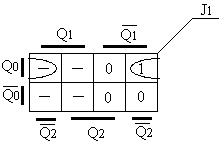 J1
Q1 Q̅1̅
Q0 – – 0 1
Q̅0̅ – – 0 0
Q̅2̅ Q2 Q̅2̅